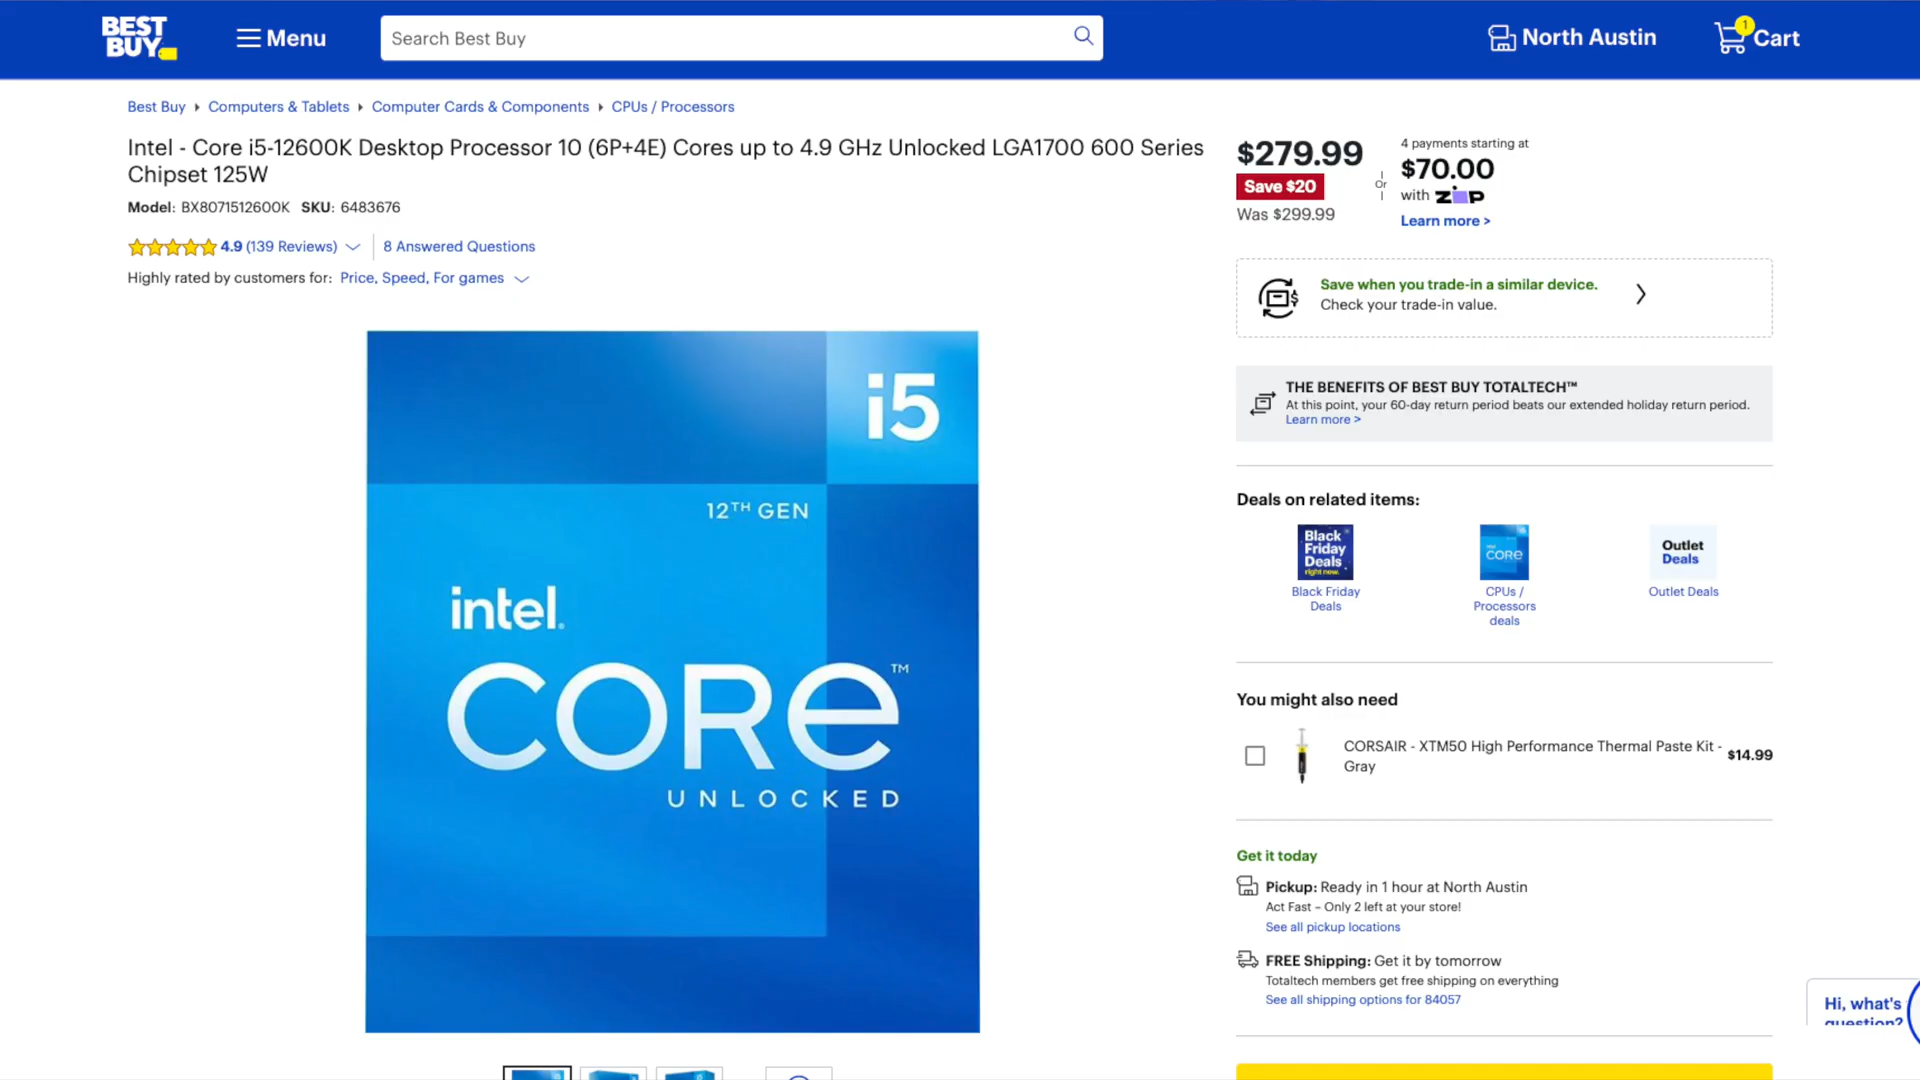 BEST
BUY
Menu
Search Best Buy
North Austin
1
Cart
Best Buy
Computers & Tablets
Computer Cards & Components
CPUs / Processors
Intel - Core i5-12600K Desktop Processor 10 (6P+4E) Cores up to 4.9 GHz Unlocked LGA1700 600 Series
Chipset 125W
Model: BX8071512600K SKU: 6483676
4.9 (139 Reviews)
8 Answered Questions
Highly rated by customers for: Price, Speed, For games
$279.99
Save $20
Was $299.99
Or
4 payments starting at
$70.00
with ZIP
Learn more >
Save when you trade-in a similar device.
Check your trade-in value.
THE BENEFITS OF BEST BUY TOTALTECH™
At this point, your 60-day return period beats our extended holiday return period.
Learn more >
i5
12TH GEN
intel.
CORE™
UNLOCKED
Deals on related items:
Black
Friday
Deals
right now.
Black Friday
Deals
intel
CORE
CPUs /
Processors
deals
Outlet
Deals
Outlet Deals
You might also need
CORSAIR - XTM50 High Performance Thermal Paste Kit -
Gray
$14.99
Get it today
Pickup: Ready in 1 hour at North Austin
Act Fast – Only 2 left at your store!
See all pickup locations
FREE Shipping: Get it by tomorrow
Totaltech members get free shipping on everything
See all shipping options for 84057
Hi, what's
question?